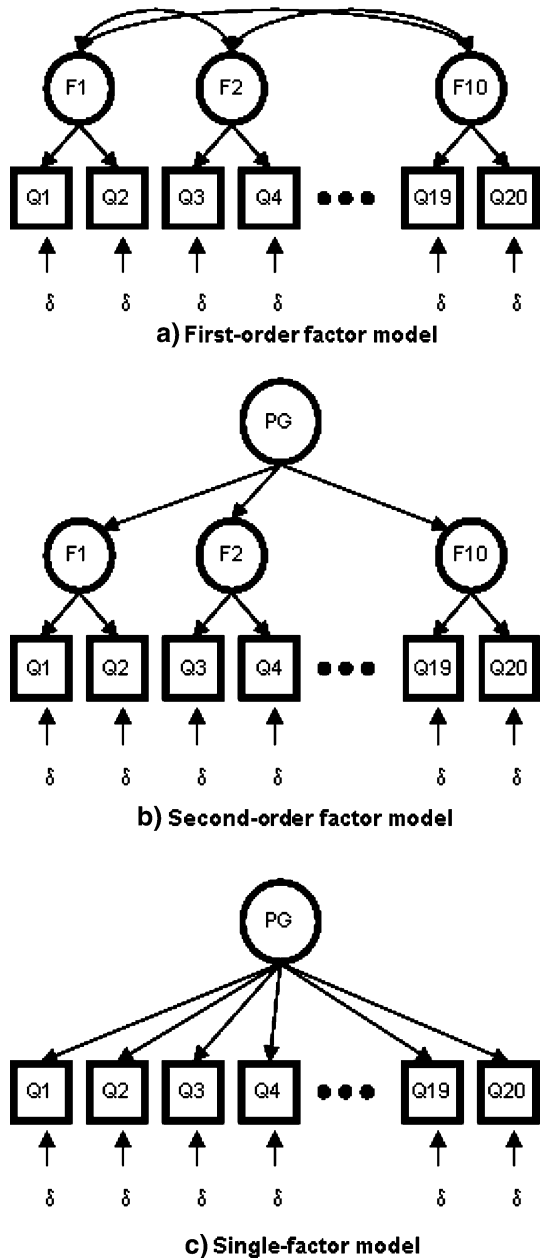 F1 F2 F10
Q1 Q2 Q3 Q4 ●●● Q19 Q20
δ δ δ δ δ δ
a) First-order factor model
PG
F1 F2 F10
Q1 Q2 Q3 Q4 ●●● Q19 Q20
δ δ δ δ δ δ
b) Second-order factor model
PG
Q1 Q2 Q3 Q4 ●●● Q19 Q20
δ δ δ δ δ δ
c) Single-factor model